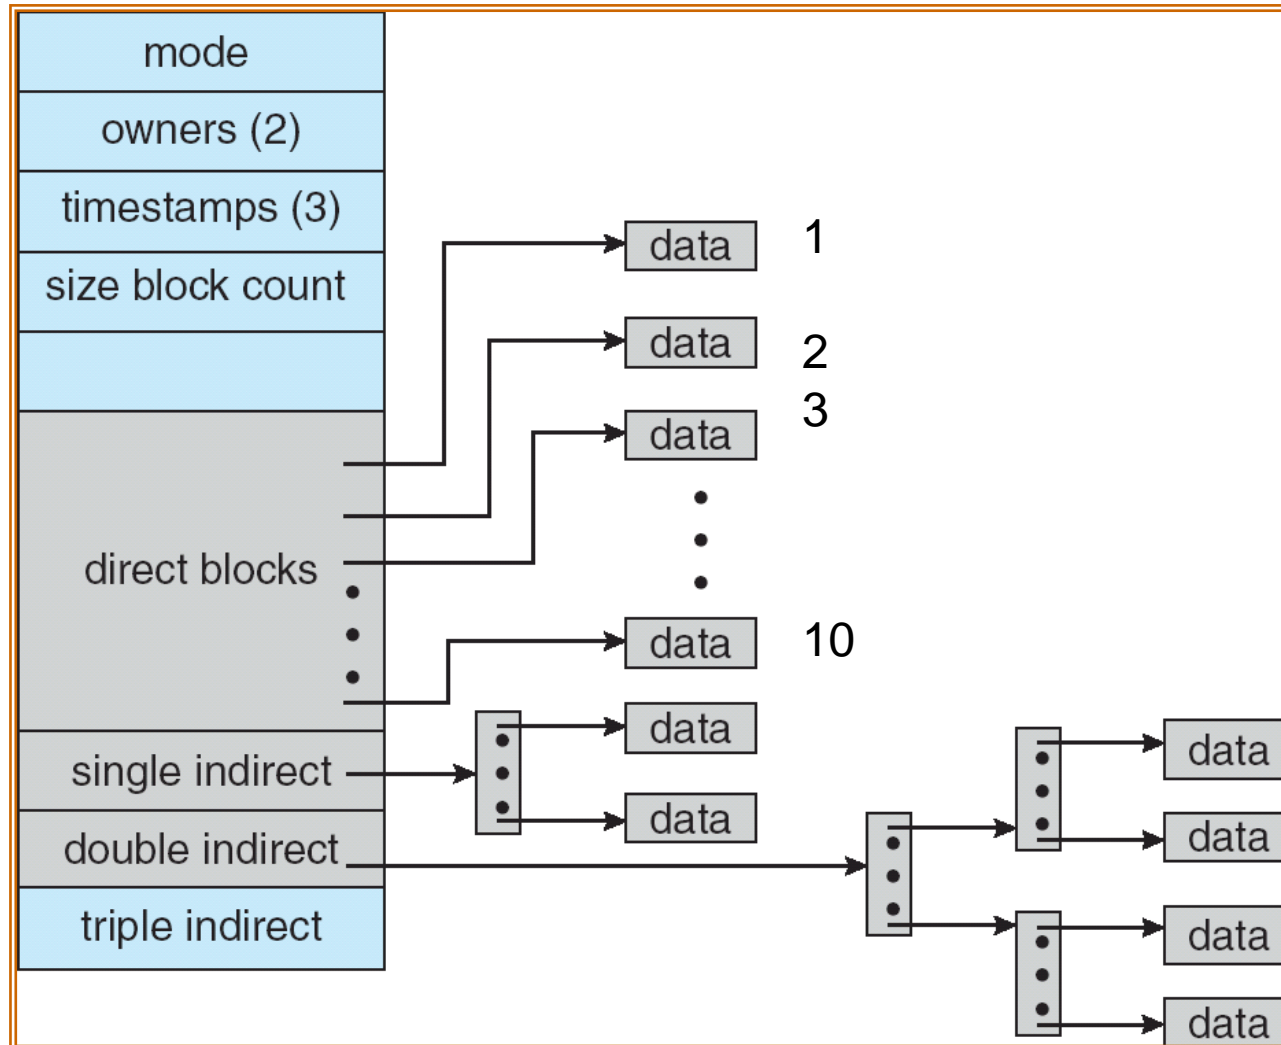 mode
owners (2)
timestamps (3)
size block count
direct blocks
single indirect
double indirect
triple indirect
data 1
data 2
data 3
data 10
data
data
data
data
data
data